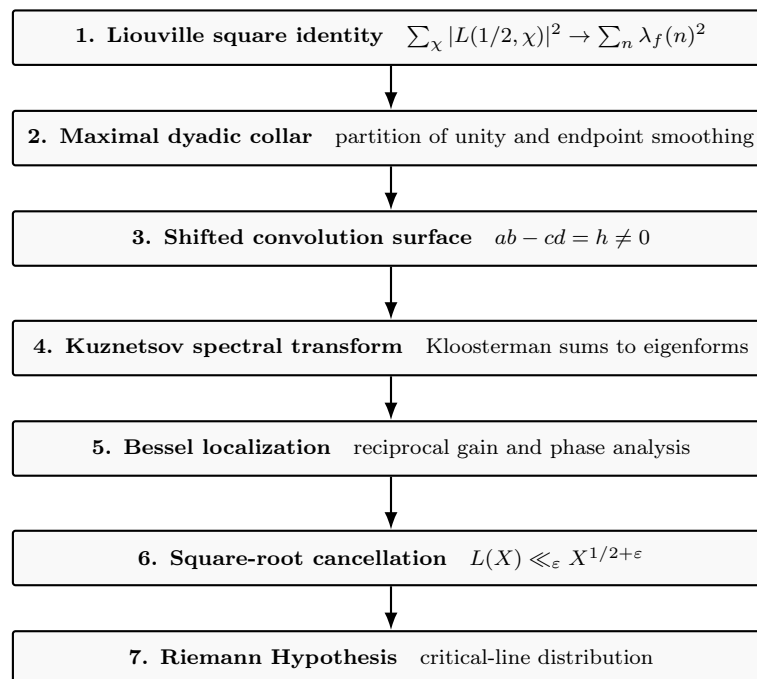 1. Liouville square identity ∑_χ |L(1/2, χ)|² → ∑_n λ_f(n)²
2. Maximal dyadic collar partition of unity and endpoint smoothing
3. Shifted convolution surface ab − cd = h ≠ 0
4. Kuznetsov spectral transform Kloosterman sums to eigenforms
5. Bessel localization reciprocal gain and phase analysis
6. Square-root cancellation L(X) ≪_ε X^{1/2+ε}
7. Riemann Hypothesis critical-line distribution